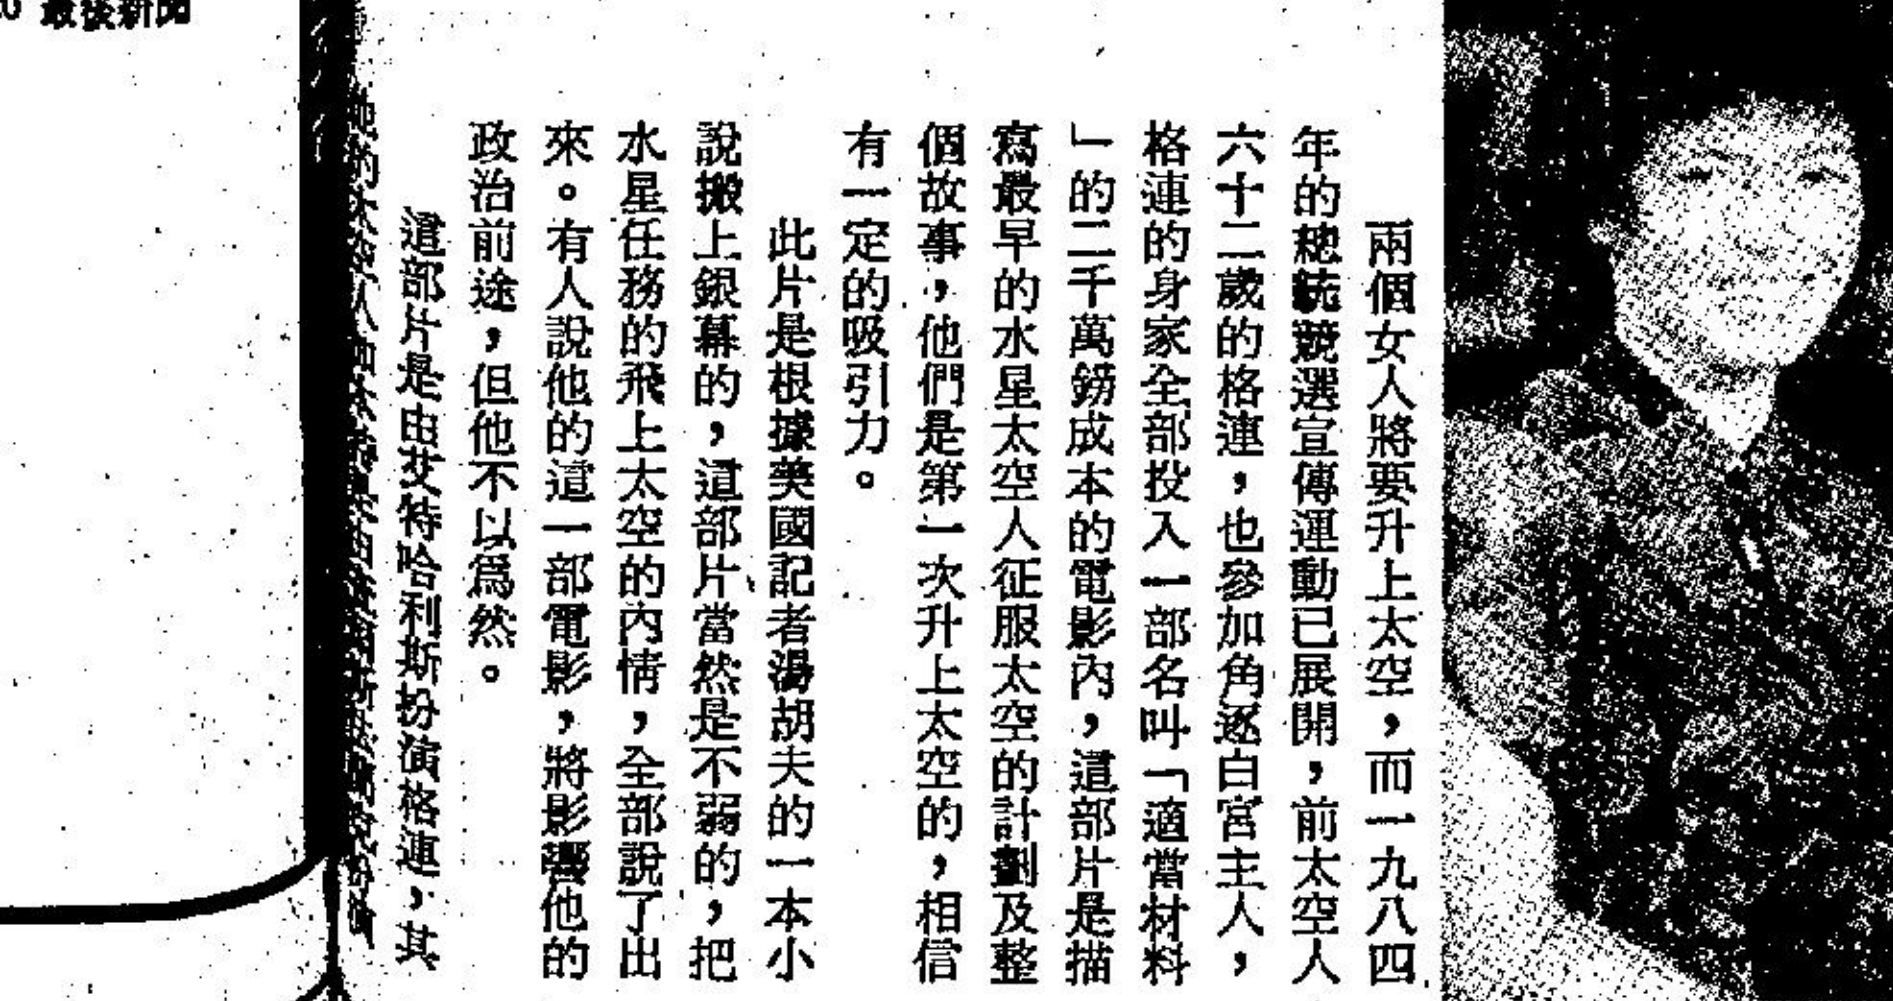 最後新聞
兩個女人將要升上太空，而一九八四
年的總統競選宣傳運動已展開，前太空人
六十二歲的格連，也參加角逐白宮主人，
格連的身家全部投入一部名叫「適當材料
」的二千萬鎊成本的電影內，這部片是描
寫最早的水星太空人征服太空的計劃及整
個故事，他們是第一次升上太空的，相信
有一定的吸引力。
此片是根據美國記者湯胡夫的一本小
說搬上銀幕的，這部片當然是不弱的，把
水星任務的飛上太空的內情，全部說了出
來。有人說他的這一部電影，將影響他的
政治前途，但他不以爲然。
這部片是由艾特哈利斯扮演格連，其
他的太空人